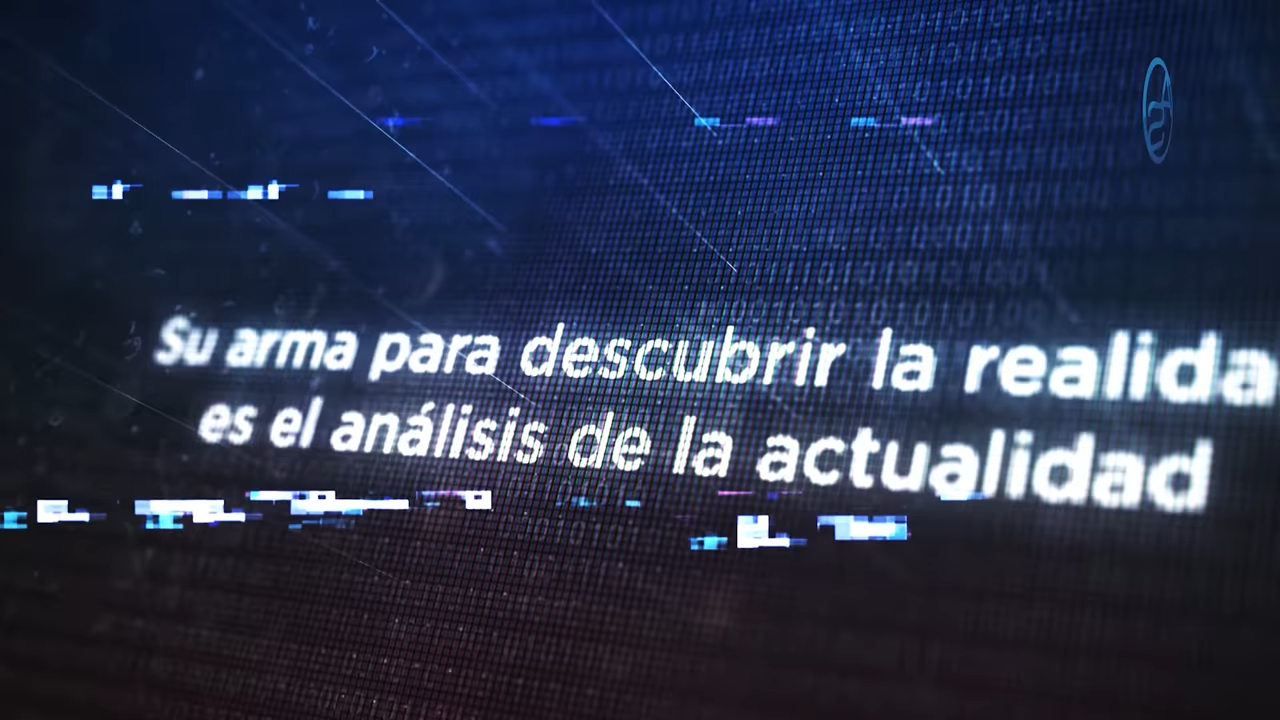 Su arma para descubrir la realida
es el análisis de la actualidad